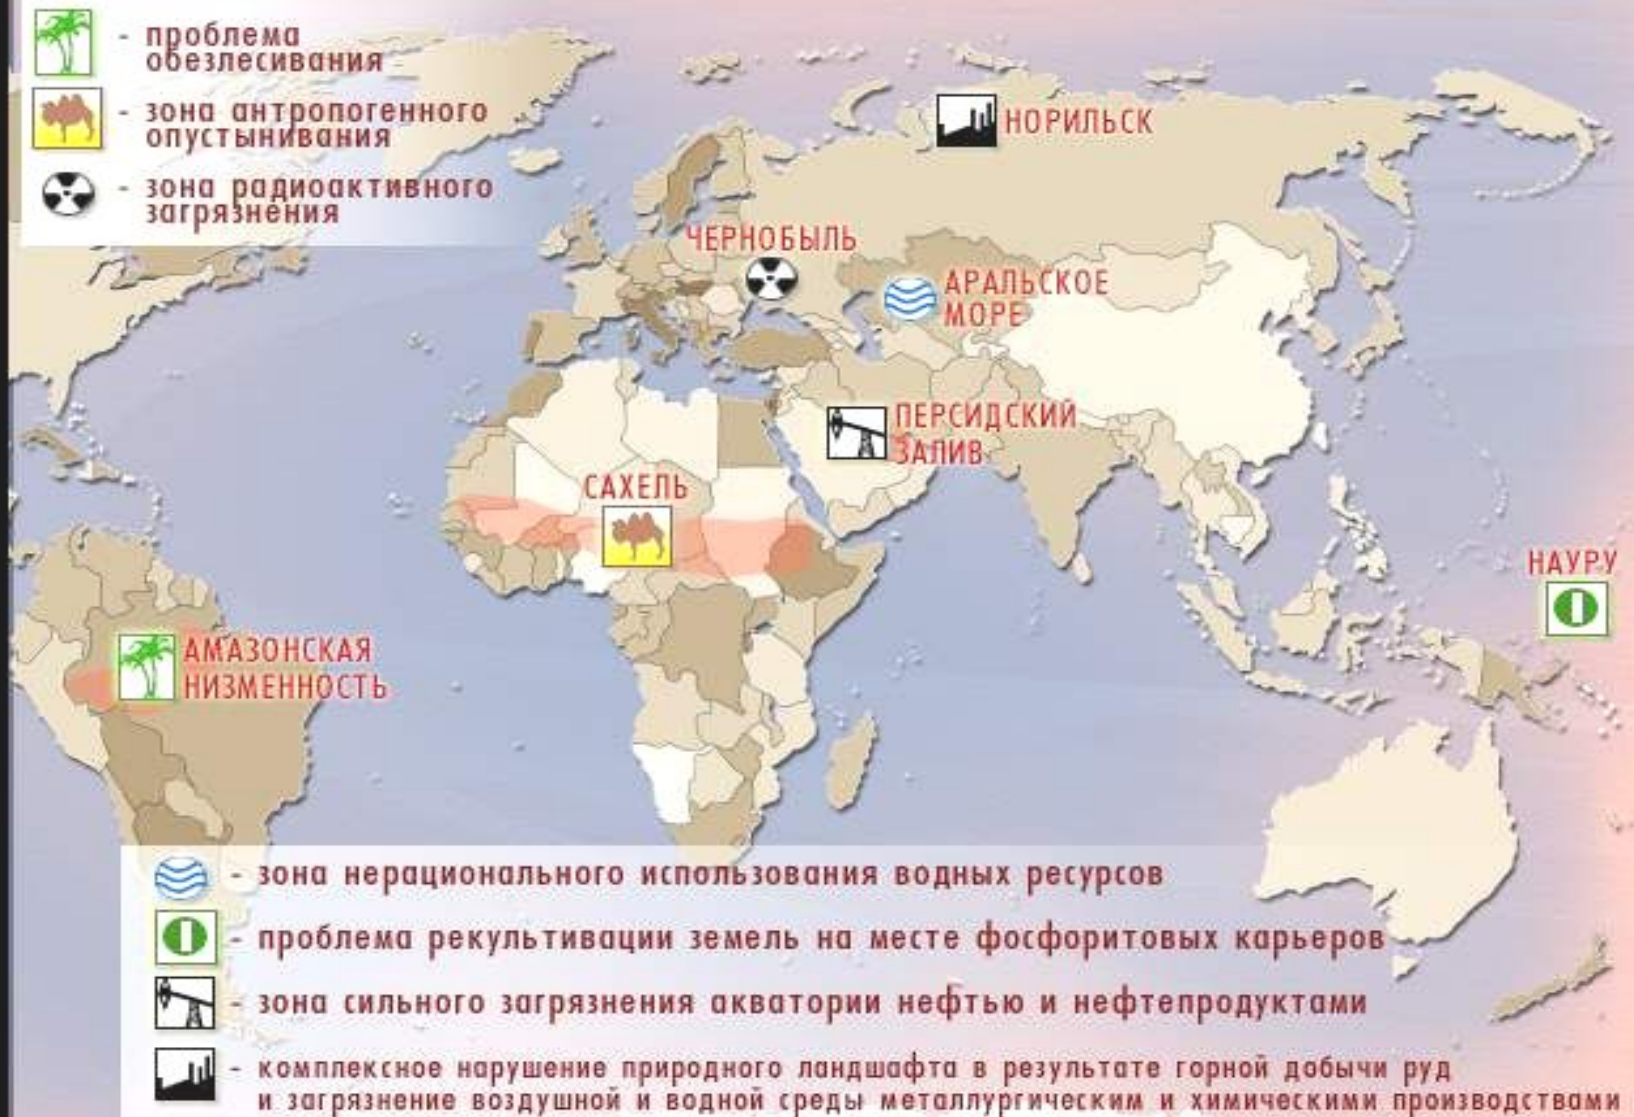 - проблема
обезлесивания
- зона антропогенного
опустынивания
- зона радиоактивного
загрязнения
НОРИЛЬСК
ЧЕРНОБЫЛЬ
АРАЛЬСКОЕ
МОРЕ
ПЕРСИДСКИЙ
ЗАЛИВ
САХЕЛЬ
НАУРУ
АМАЗОНСКАЯ
НИЗМЕННОСТЬ
- зона нерационального использования водных ресурсов
- проблема рекультивации земель на месте фосфоритовых карьеров
- зона сильного загрязнения акватории нефтью и нефтепродуктами
- комплексное нарушение природного ландшафта в результате горной добычи руд
и загрязнение воздушной и водной среды металлургическим и химическими производствами